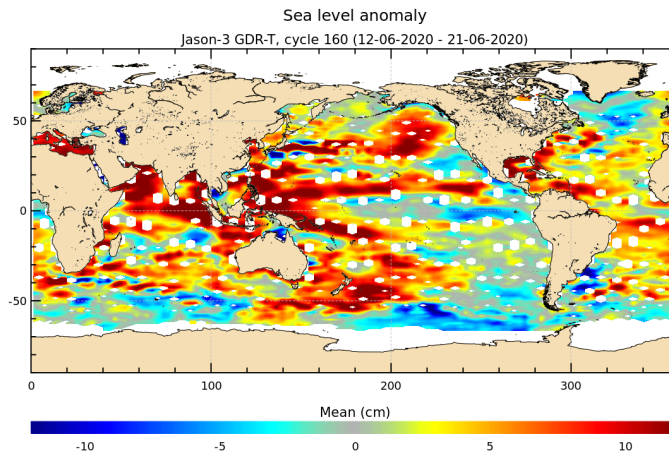 Sea level anomaly
Jason-3 GDR-T, cycle 160 (12-06-2020 - 21-06-2020)
50
0
-50
0 100 200 300
Mean (cm)
-10 -5 0 5 10